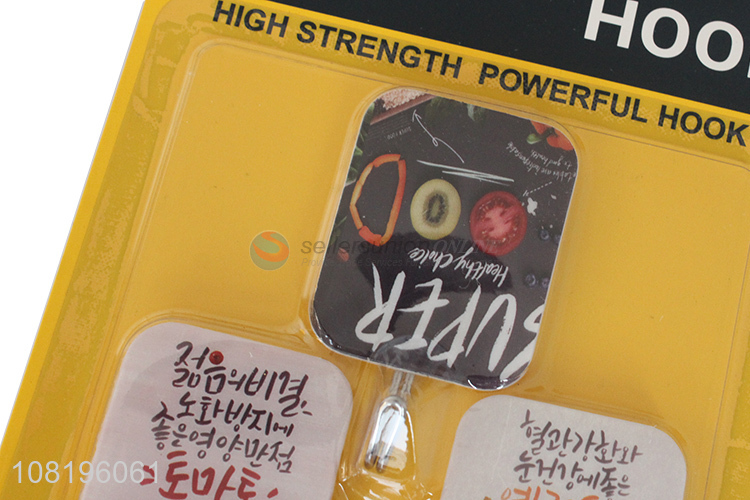 HOO
HIGH STRENGTH POWERFUL HOOK
Healthy choice
SUPER
젊음의비결
노화방지에
좋은영양만점
토마토
혈관강화와
눈건강에좋은
108196061